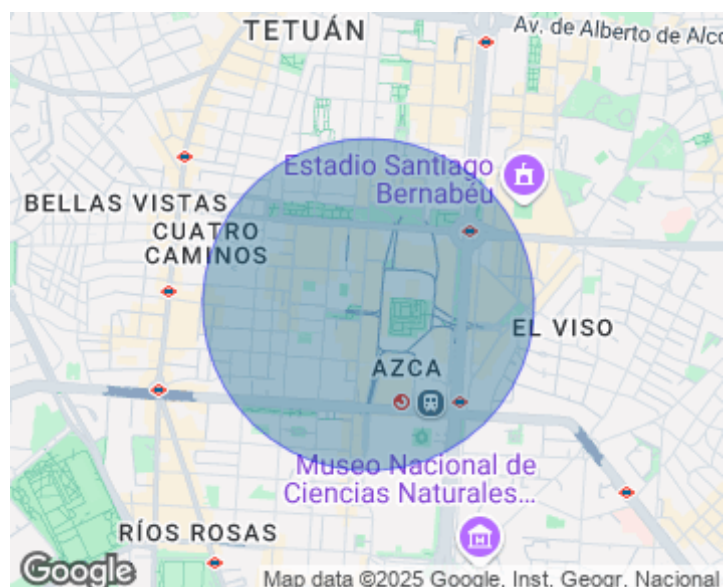 TETUÁN
Av. de Alberto de Alco
Estadio Santiago
Bernabéu
BELLAS VISTAS
CUATRO
CAMINOS
EL VISO
AZCA
Museo Nacional de
Ciencias Naturales...
RÍOS ROSAS
Google
Map data ©2025 Google, Inst. Geogr. Nacional